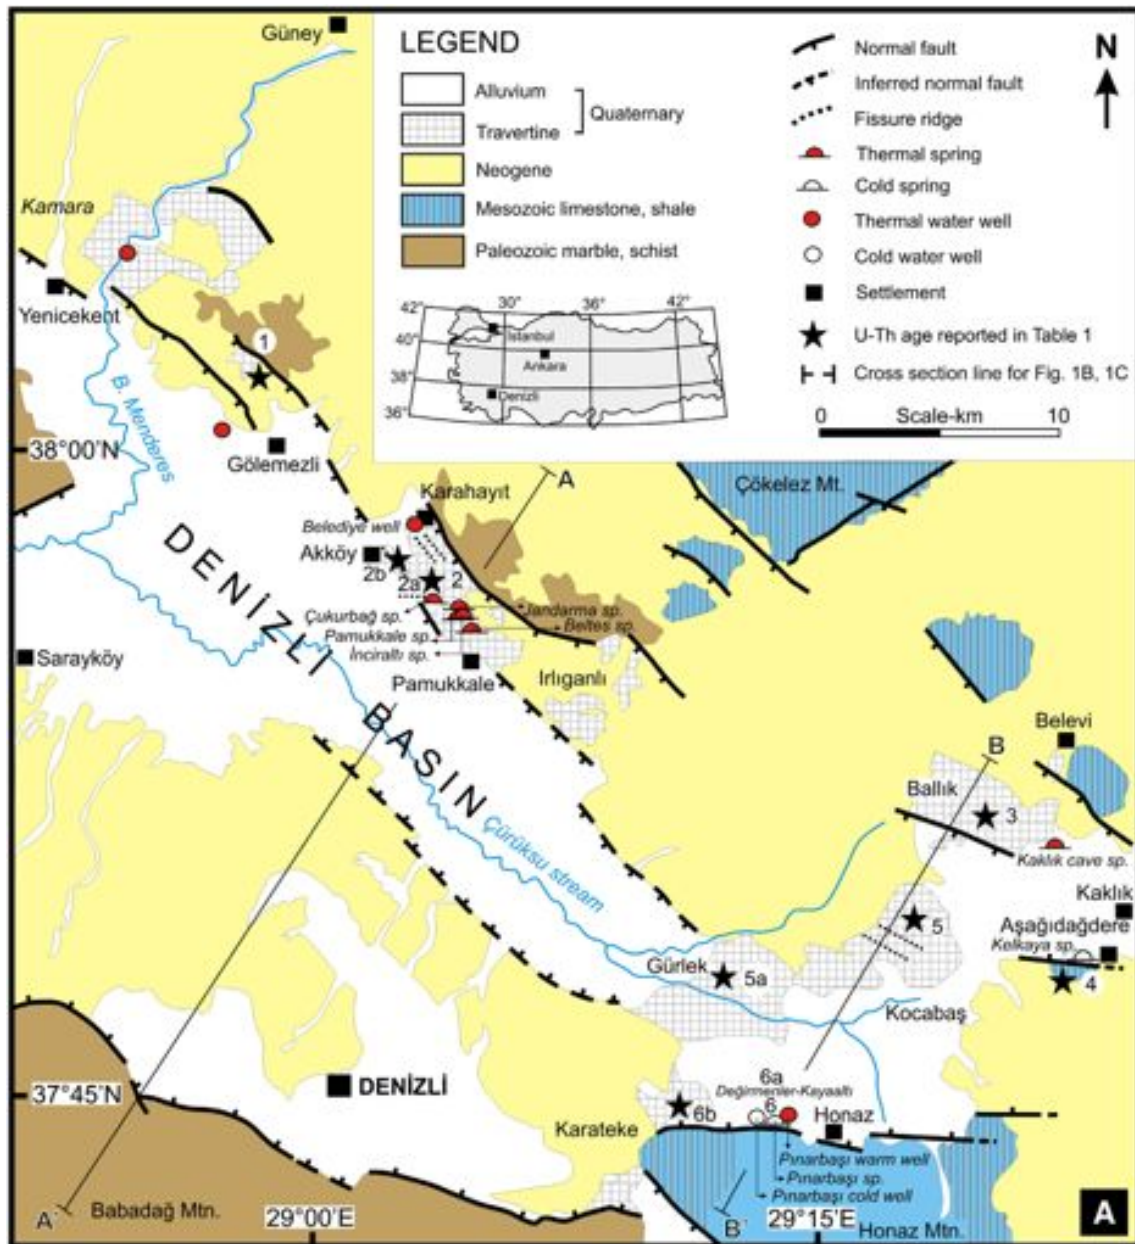 Güney
LEGEND
Alluvium
Travertine
Quaternary
Neogene
Mesozoic limestone, shale
Paleozoic marble, schist
Normal fault
Inferred normal fault
Fissure ridge
Thermal spring
Cold spring
Thermal water well
Cold water well
Settlement
U-Th age reported in Table 1
Cross section line for Fig. 1B, 1C
N
0 Scale-km 10
42° 30° 36° 42°
40°
38°
36°
İstanbul
Ankara
Denizli
Kamara
Yenicekent
1
B. Menderes
38°00'N
Gölemezli
A
Karahayıt
Belediye well
Çökelez Mt.
Akköy
2b
2a
2
Jandarma sp.
Çukurbağ sp.
Beltes sp.
Pamukkale sp.
İnciraltı sp.
Sarayköy
Pamukkale
Irlıganlı
DENİZLİ BASIN
Belevi
B
Ballık
3
Kaklık cave sp.
Çürüksu stream
Kaklık
5
Aşağıdağdere
Kelkaya sp.
Gürlek
5a
4
Kocabaş
37°45'N
DENİZLİ
6a
Değirmenler-Kayaaltı
6b
6
Honaz
Karateke
Pınarbaşı warm well
Pınarbaşı sp.
Pınarbaşı cold well
A'
Babadağ Mtn.
29°00'E
B'
29°15'E
Honaz Mtn.
A